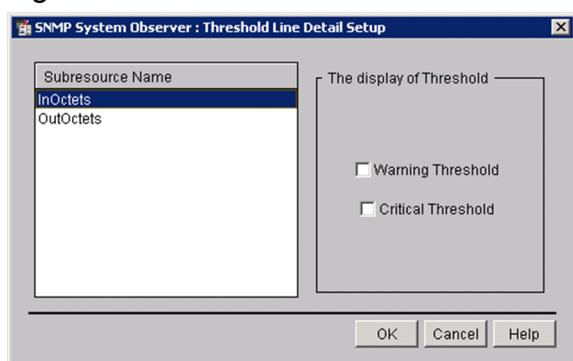 SNMP System Observer : Threshold Line Detail Setup
Subresource Name
InOctets
OutOctets
The display of Threshold
Warning Threshold
Critical Threshold
OK
Cancel
Help